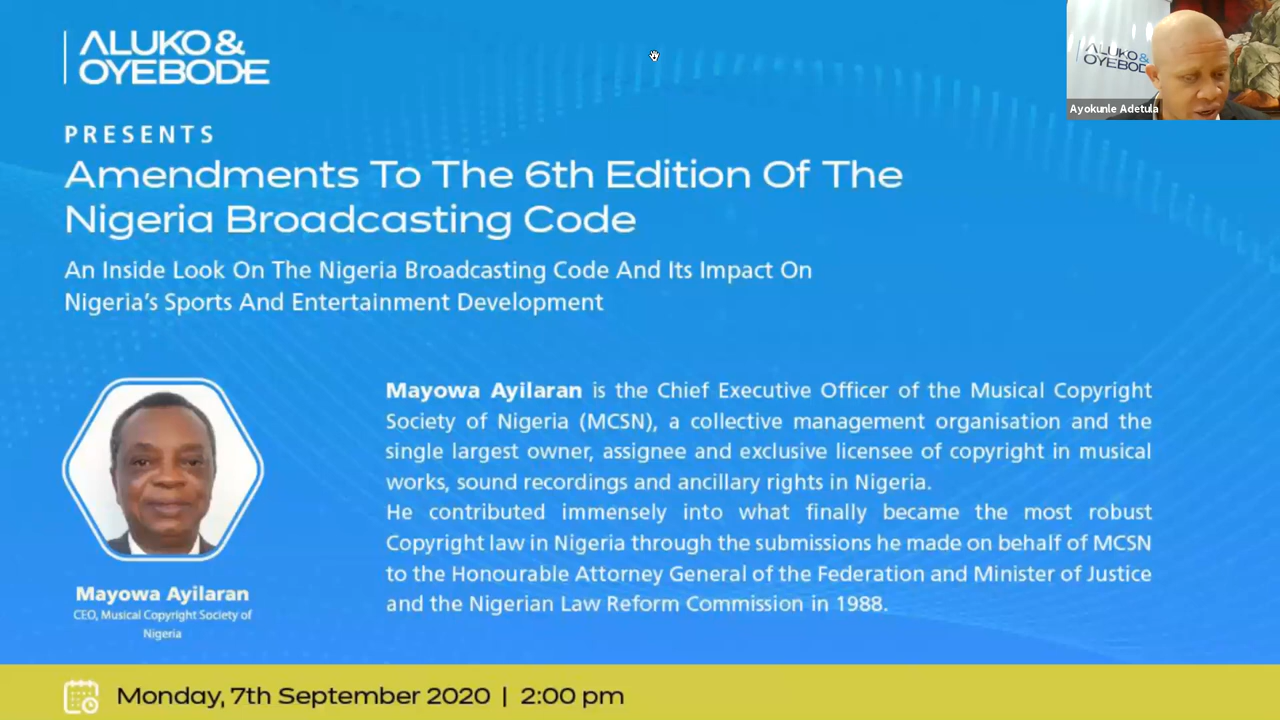 ALUKO &
OYEBODE
ALUKO &
OYEBOD
Ayokunle Adetula
PRESENTS
Amendments To The 6th Edition Of The
Nigeria Broadcasting Code
An Inside Look On The Nigeria Broadcasting Code And Its Impact On
Nigeria's Sports And Entertainment Development
Mayowa Ayilaran is the Chief Executive Officer of the Musical Copyright
Society of Nigeria (MCSN), a collective management organisation and the
single largest owner, assignee and exclusive licensee of copyright in musical
works, sound recordings and ancillary rights in Nigeria.
He contributed immensely into what finally became the most robust
Copyright law in Nigeria through the submissions he made on behalf of MCSN
to the Honourable Attorney General of the Federation and Minister of Justice
and the Nigerian Law Reform Commission in 1988.
Mayowa Ayilaran
CEO, Musical Copyright Society of
Nigeria
Monday, 7th September 2020 | 2:00 pm